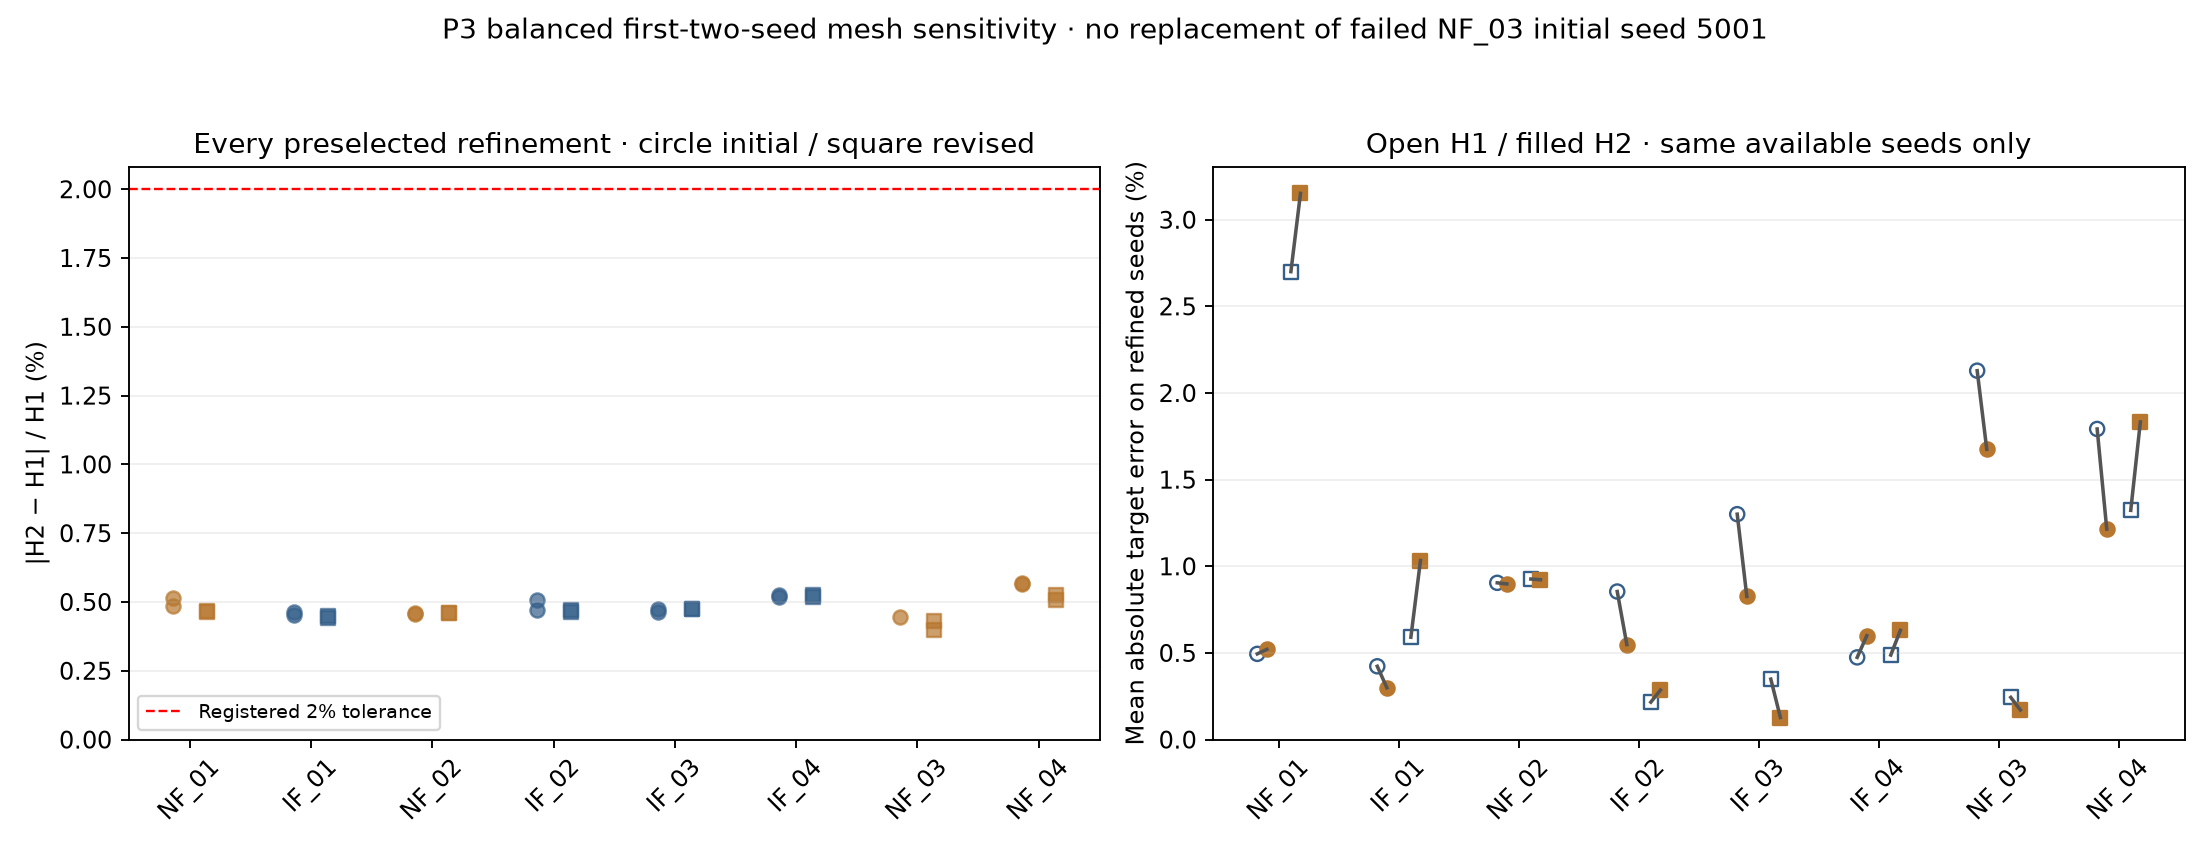 P3 balanced first-two-seed mesh sensitivity · no replacement of failed NF_03 initial seed 5001
Every preselected refinement · circle initial / square revised
|H2 − H1| / H1 (%)
2.00
1.75
1.50
1.25
1.00
0.75
0.50
0.25
0.00
Registered 2% tolerance
NF_01
IF_01
NF_02
IF_02
IF_03
IF_04
NF_03
NF_04
Open H1 / filled H2 · same available seeds only
Mean absolute target error on refined seeds (%)
3.0
2.5
2.0
1.5
1.0
0.5
0.0
NF_01
IF_01
NF_02
IF_02
IF_03
IF_04
NF_03
NF_04